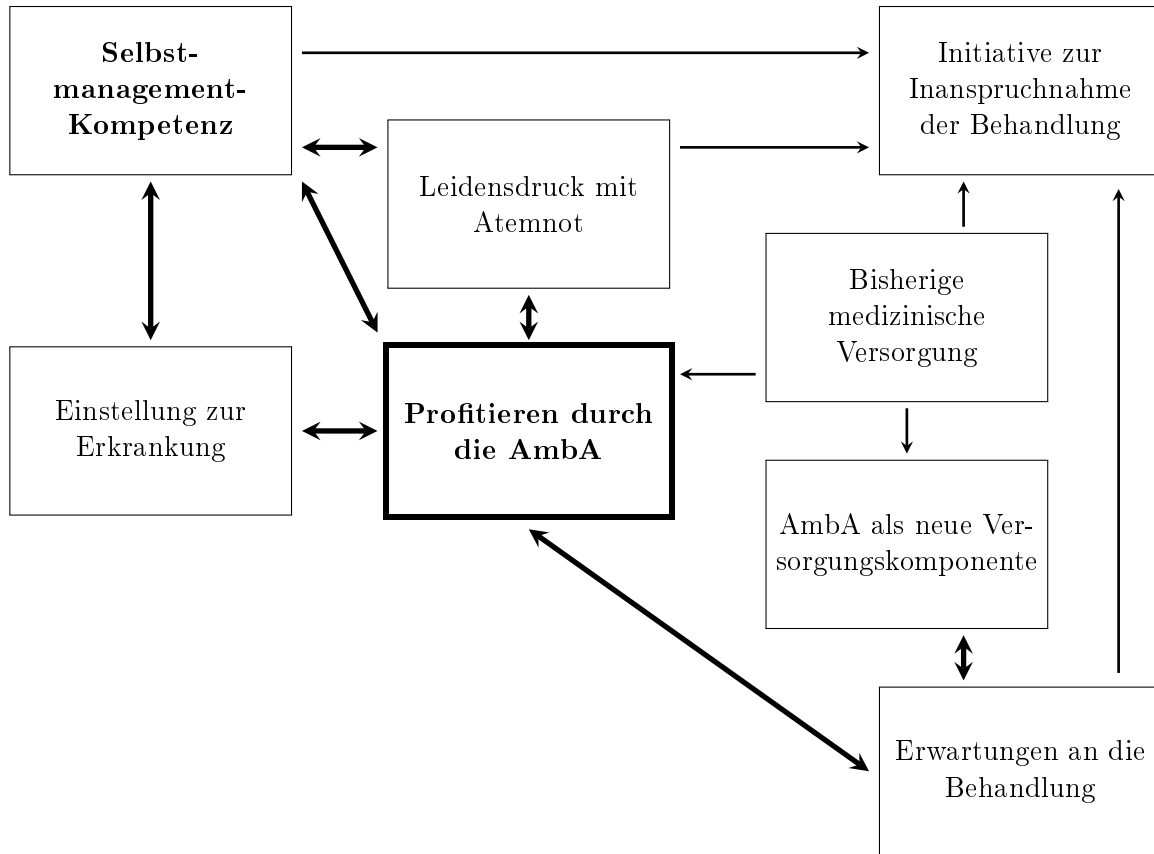 Selbst-
management-
Kompetenz
Initiative zur
Inanspruchnahme
der Behandlung
Leidensdruck mit
Atemnot
Bisherige
medizinische
Versorgung
Einstellung zur
Erkrankung
Profitieren durch
die AmbA
AmbA als neue Ver-
sorgungskomponente
Erwartungen an die
Behandlung